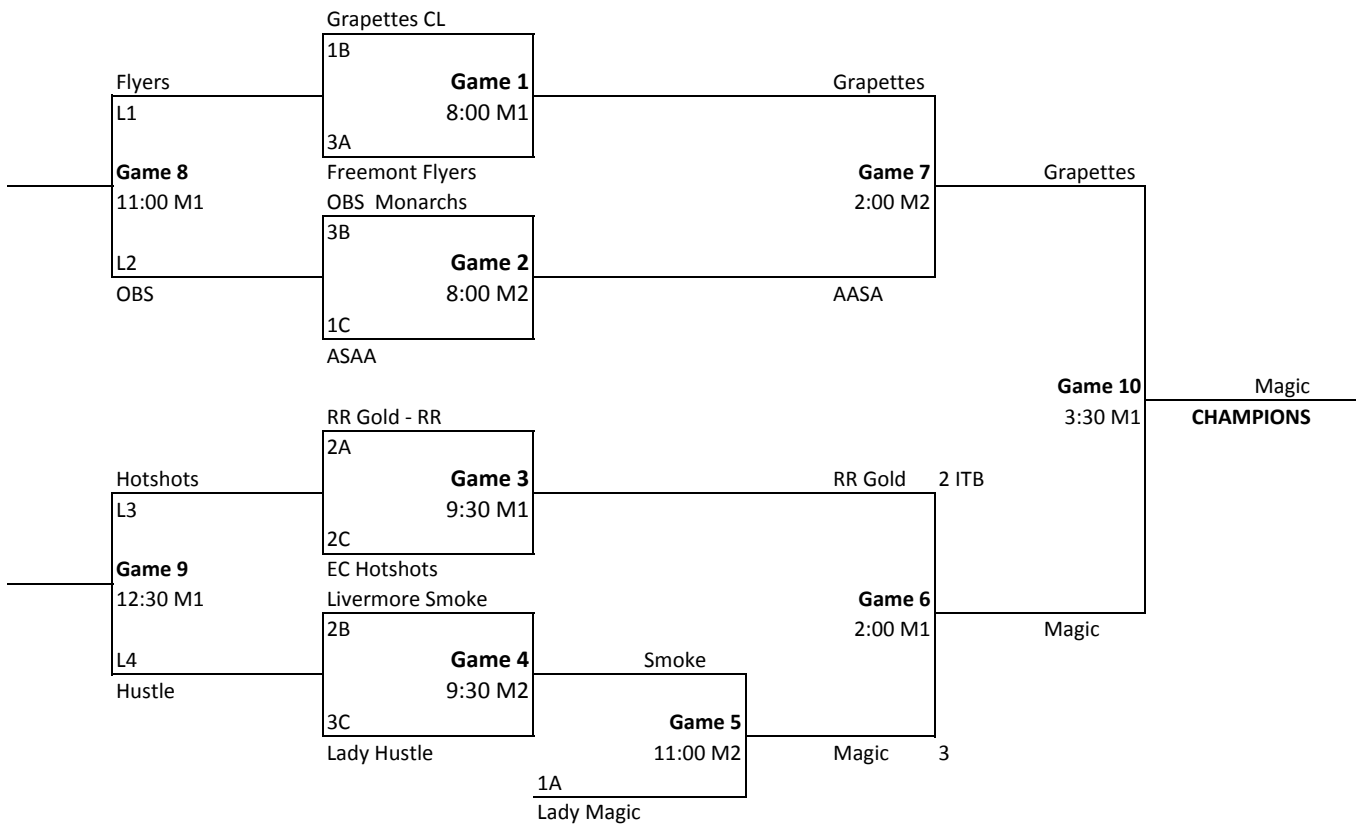 Grapettes CL
1B
Flyers Game 1 Grapettes
L1 8:00 M1
3A
Game 8 Freemont Flyers Game 7 Grapettes
11:00 M1 OBS Monarchs 2:00 M2
3B
L2 Game 2
OBS 8:00 M2 AASA
1C
ASAA
Game 10 Magic
RR Gold - RR 3:30 M1 CHAMPIONS
2A
Hotshots Game 3 RR Gold 2 ITB
L3 9:30 M1
2C
Game 9 EC Hotshots
12:30 M1 Livermore Smoke Game 6
2B 2:00 M1 Magic
L4 Game 4 Smoke
Hustle 9:30 M2
3C Game 5
Lady Hustle 11:00 M2 Magic 3
1A
Lady Magic